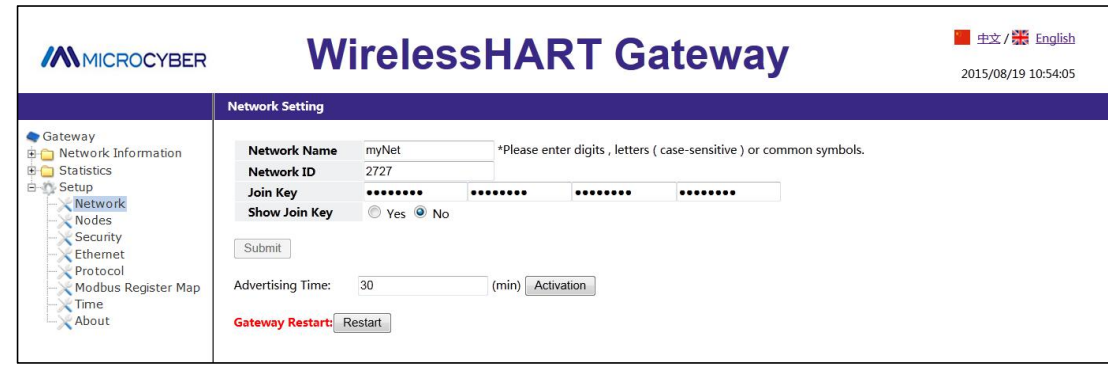 MICROCYBER
WirelessHART Gateway
中文 / English
2015/08/19 10:54:05
Network Setting
Gateway
Network Information
Statistics
Setup
Network
Nodes
Security
Ethernet
Protocol
Modbus Register Map
Time
About
Network Name myNet *Please enter digits , letters ( case-sensitive ) or common symbols.
Network ID 2727
Join Key •••••••• •••••••• •••••••• ••••••••
Show Join Key Yes No
Submit
Advertising Time: 30 (min) Activation
Gateway Restart: Restart